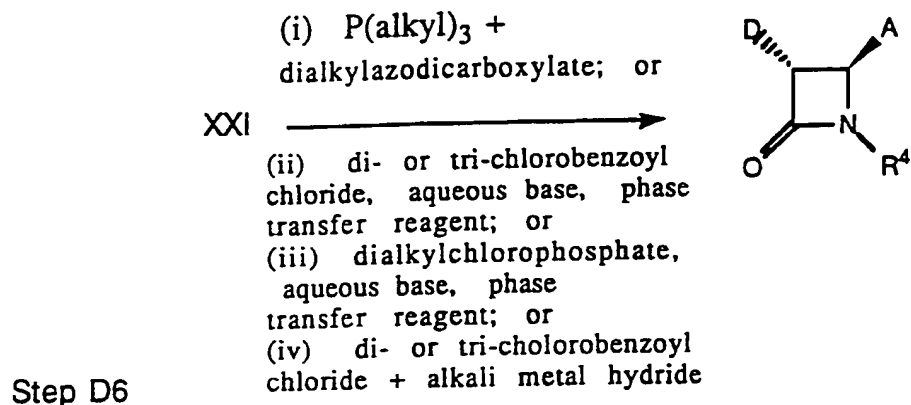 (i) P(alkyl)3 +
dialkylazodicarboxylate; or
XXI
(ii) di- or tri-chlorobenzoyl
chloride, aqueous base, phase
transfer reagent; or
(iii) dialkylchlorophosphate,
aqueous base, phase
transfer reagent; or
(iv) di- or tri-cholorobenzoyl
chloride + alkali metal hydride
Step D6
D A
O N
R4